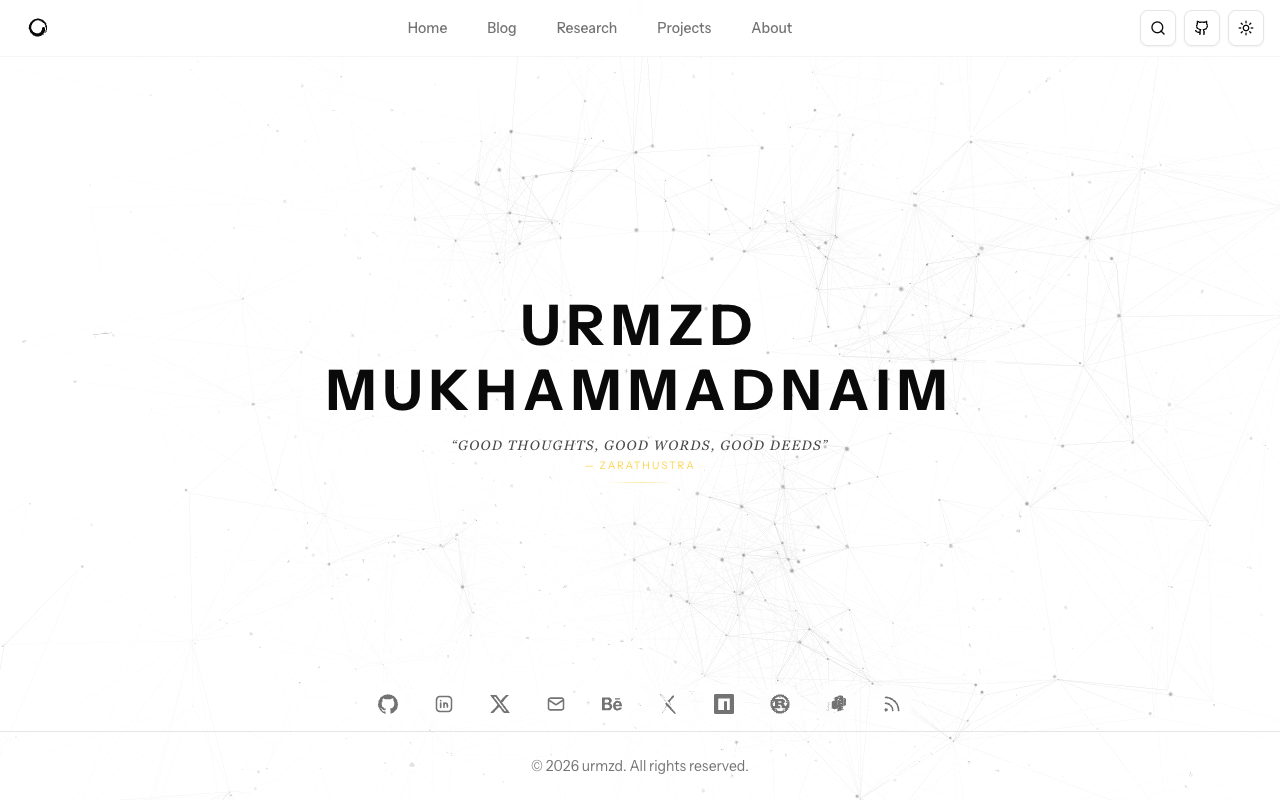 Home Blog Research Projects About
URMZD
MUKHAMMADNAIM
“GOOD THOUGHTS, GOOD WORDS, GOOD DEEDS”
— ZARATHUSTRA
in Bē
© 2026 urmzd. All rights reserved.